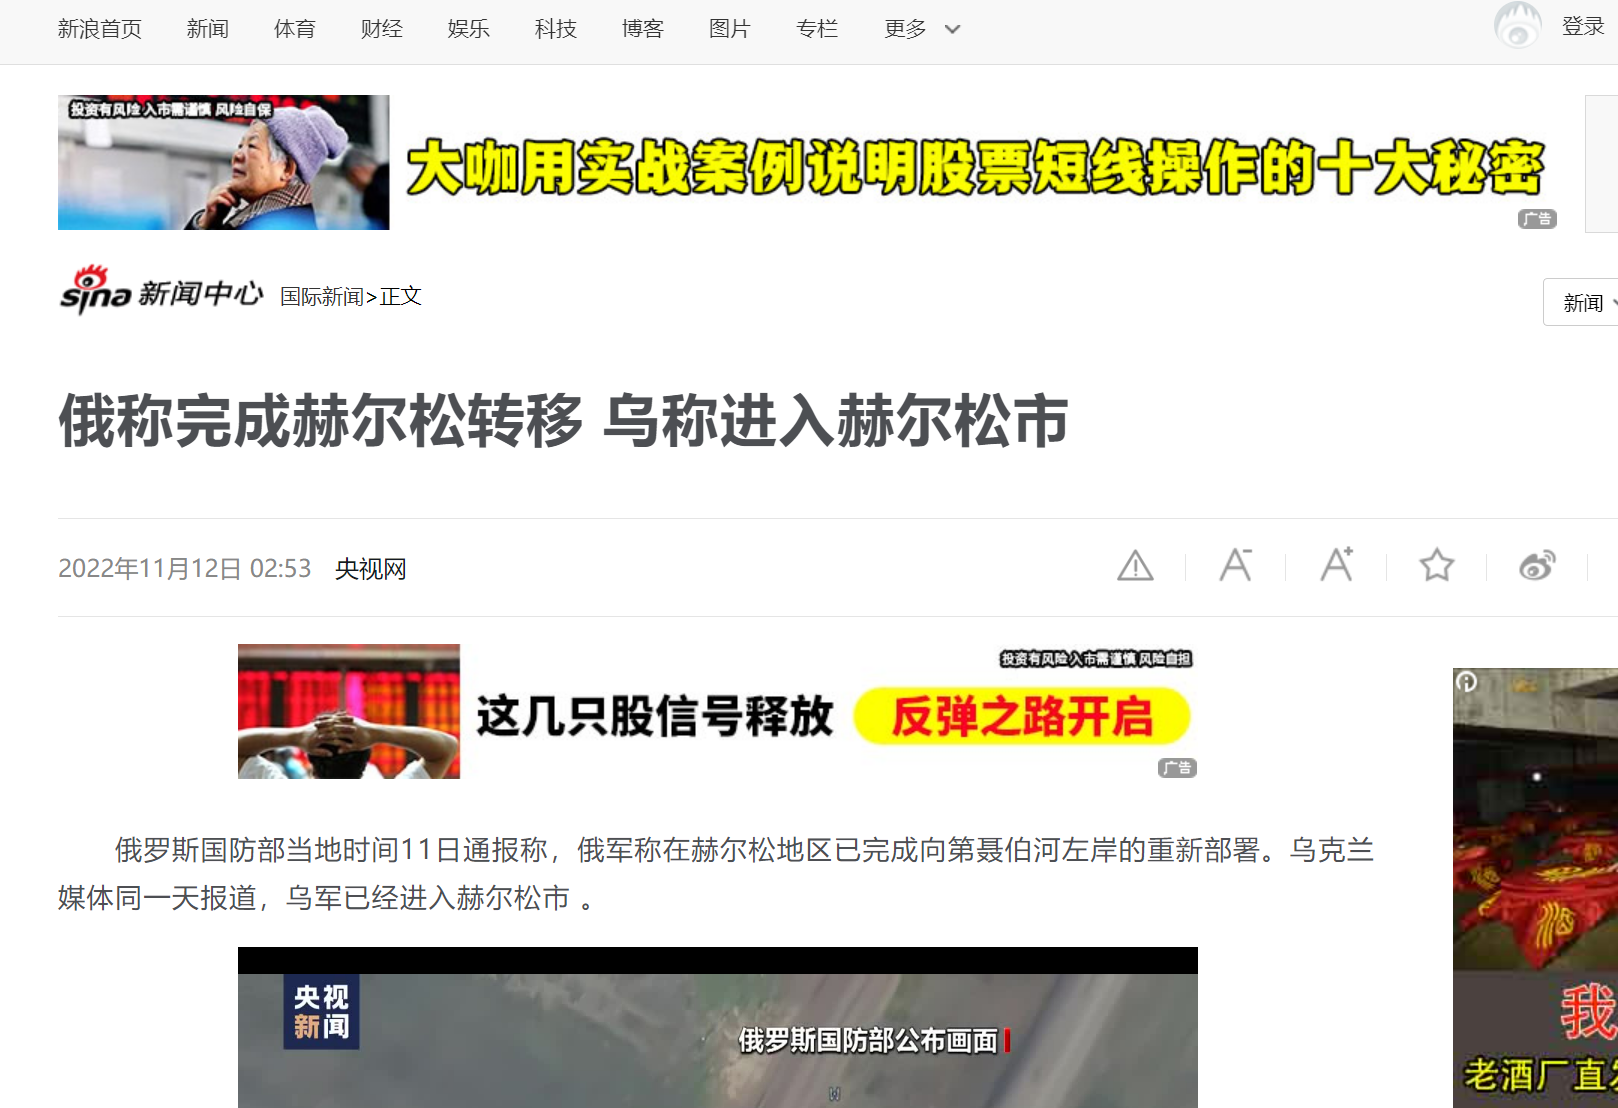 新浪首页 新闻 体育 财经 娱乐 科技 博客 图片 专栏 更多 登录
投资有风险 入市需谨慎 风险自保
大咖用实战案例说明股票短线操作的十大秘密
广告
sina 新闻中心 国际新闻>正文
新闻
俄称完成赫尔松转移 乌称进入赫尔松市
2022年11月12日 02:53 央视网
A- A+
投资有风险 入市需谨慎 风险自担
这几只股信号释放 反弹之路开启
广告
俄罗斯国防部当地时间11日通报称，俄军称在赫尔松地区已完成向第聂伯河左岸的重新部署。乌克兰
媒体同一天报道，乌军已经进入赫尔松市 。
央视
新闻
俄罗斯国防部公布画面
酒
我
老酒厂直发